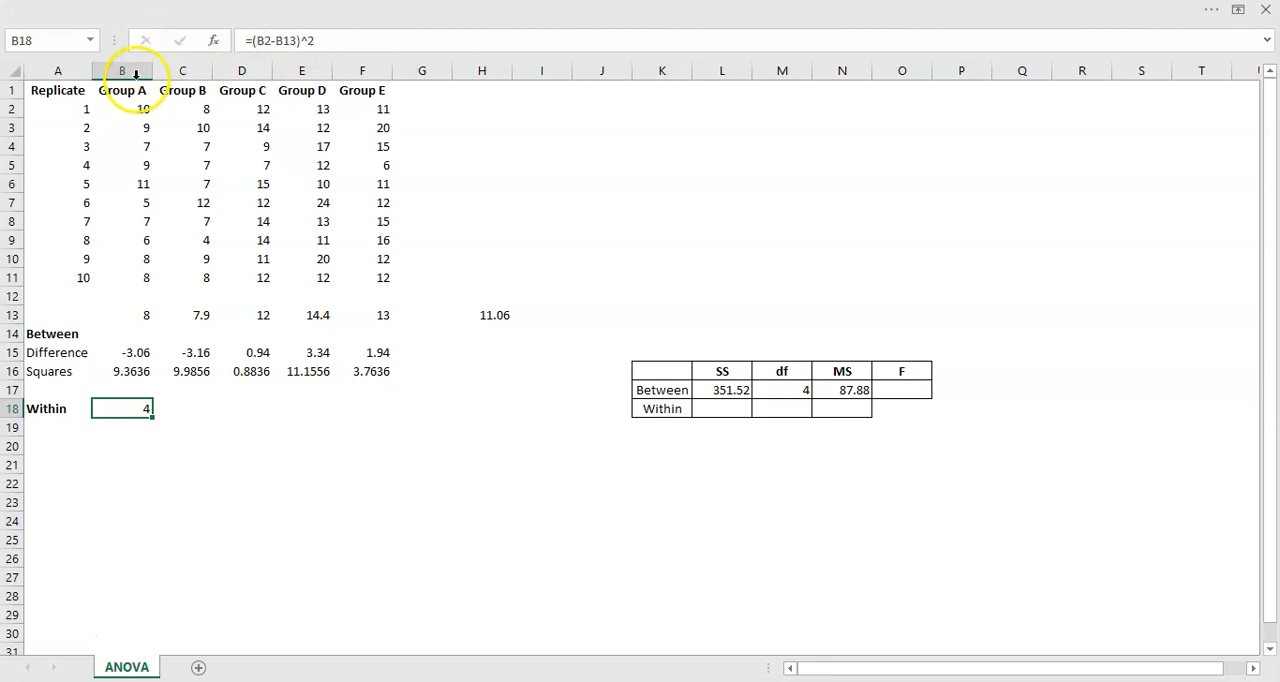 B18 fx =(B2-B13)^2
A B C D E F G H I J K L M N O P Q R S T
1 Replicate Group A Group B Group C Group D Group E
2 1 10 8 12 13 11
3 2 9 10 14 12 20
4 3 7 7 9 17 15
5 4 9 7 7 12 6
6 5 11 7 15 10 11
7 6 5 12 12 24 12
8 7 7 7 14 13 15
9 8 6 4 14 11 16
10 9 8 9 11 20 12
11 10 8 8 12 12 12
12
13 8 7.9 12 14.4 13 11.06
14 Between
15 Difference -3.06 -3.16 0.94 3.34 1.94
16 Squares 9.3636 9.9856 0.8836 11.1556 3.7636 SS df MS F
17 Between 351.52 4 87.88
18 Within 4 Within
19
20
21
22
23
24
25
26
27
28
29
30
31
ANOVA